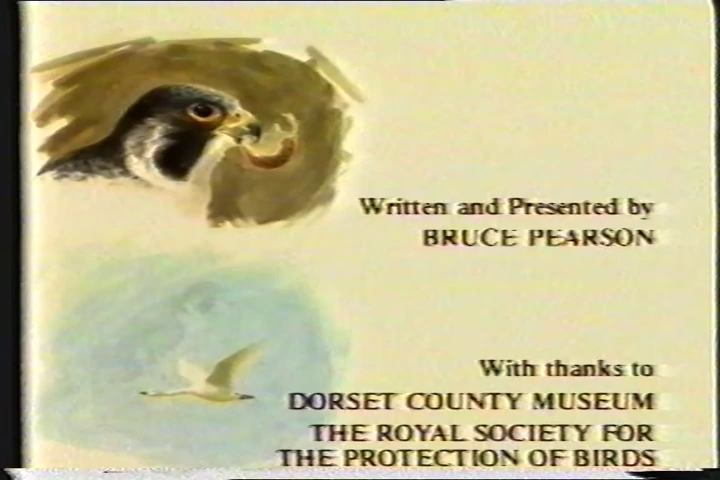 Written and Presented by
BRUCE PEARSON
With thanks to
DORSET COUNTY MUSEUM
THE ROYAL SOCIETY FOR
THE PROTECTION OF BIRDS